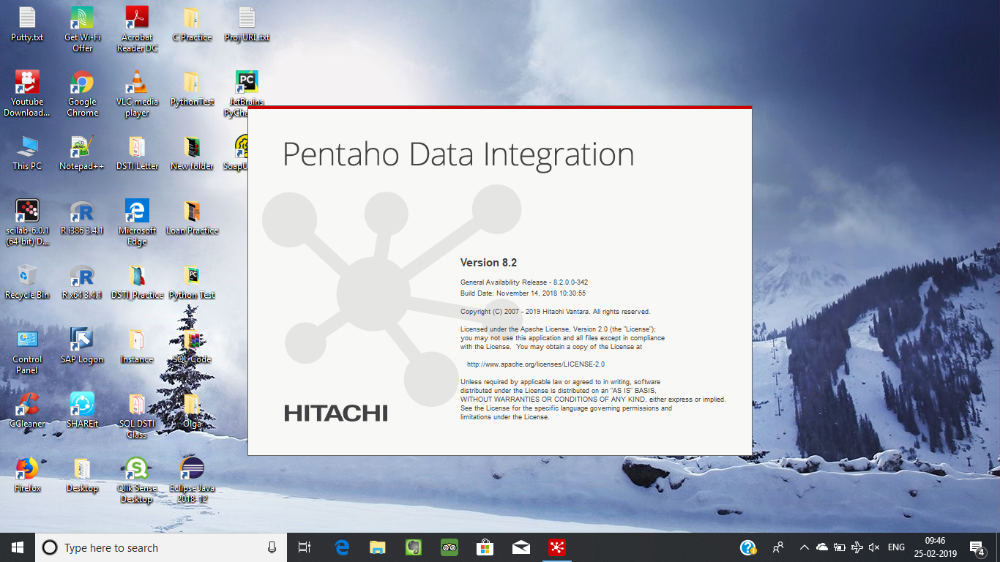 Putty.txt
Get Wi-Fi
Offer
Acrobat
Reader DC
C Practice
Proj URL.txt
Youtube
Download...
Google
Chrome
VLC media
player
PythonTest
JetBrains
PyCha
This PC
Notepad++
DSTI Letter
New folder
SoapU
scilab-6.0.1
(64-bit) D...
R i386 3.4.1
Microsoft
Edge
Loan Practice
Recycle Bin
R x64 3.4.1
DSTI_Practice
Python Test
Control
Panel
SAP Logon
Instance
SQL Code
CCleaner
SHAREit
SQL DSTI
Class
Olga
Firefox
Desktop
Qlik Sense
Desktop
Eclipse Java
2018-12
Pentaho Data Integration
Version 8.2
General Availability Release - 8.2.0.0-342
Build Date: November 14, 2018 10:30:55
Copyright (C) 2007 - 2019 Hitachi Vantara. All rights reserved.
Licensed under the Apache License, Version 2.0 (the "License");
you may not use this application and all files except in compliance
with the License. You may obtain a copy of the License at
http://www.apache.org/licenses/LICENSE-2.0
Unless required by applicable law or agreed to in writing, software
distributed under the License is distributed on an "AS IS" BASIS,
WITHOUT WARRANTIES OR CONDITIONS OF ANY KIND, either express or implied.
See the License for the specific language governing permissions and
limitations under the License.
HITACHI
Type here to search
ENG
09:46
25-02-2019
4